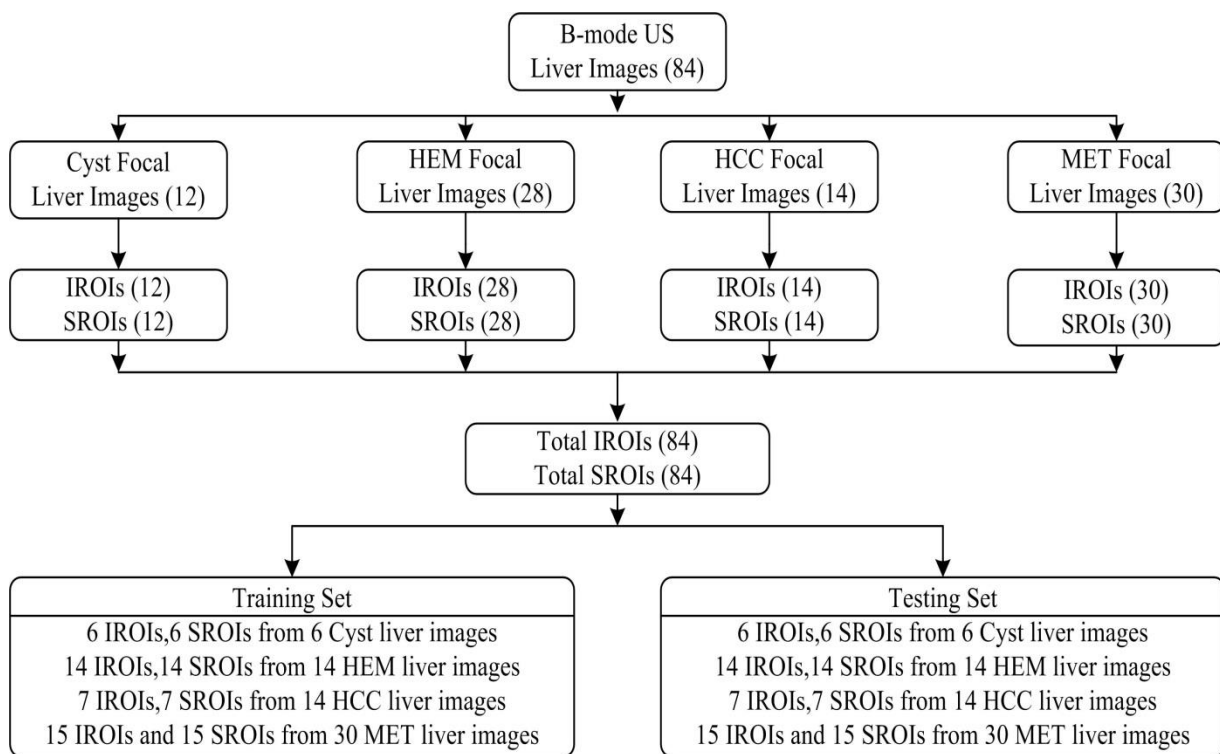 B-mode US
Liver Images (84)
Cyst Focal
Liver Images (12)
HEM Focal
Liver Images (28)
HCC Focal
Liver Images (14)
MET Focal
Liver Images (30)
IROIs (12)
SROIs (12)
IROIs (28)
SROIs (28)
IROIs (14)
SROIs (14)
IROIs (30)
SROIs (30)
Total IROIs (84)
Total SROIs (84)
Training Set
6 IROIs,6 SROIs from 6 Cyst liver images
14 IROIs,14 SROIs from 14 HEM liver images
7 IROIs,7 SROIs from 14 HCC liver images
15 IROIs and 15 SROIs from 30 MET liver images
Testing Set
6 IROIs,6 SROIs from 6 Cyst liver images
14 IROIs,14 SROIs from 14 HEM liver images
7 IROIs,7 SROIs from 14 HCC liver images
15 IROIs and 15 SROIs from 30 MET liver images